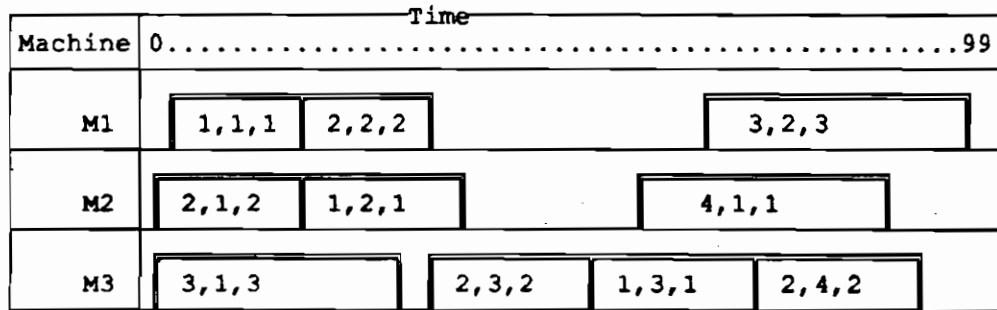 Time
Machine 0..................................................99
M1 1,1,1 2,2,2 3,2,3
M2 2,1,2 1,2,1 4,1,1
M3 3,1,3 2,3,2 1,3,1 2,4,2